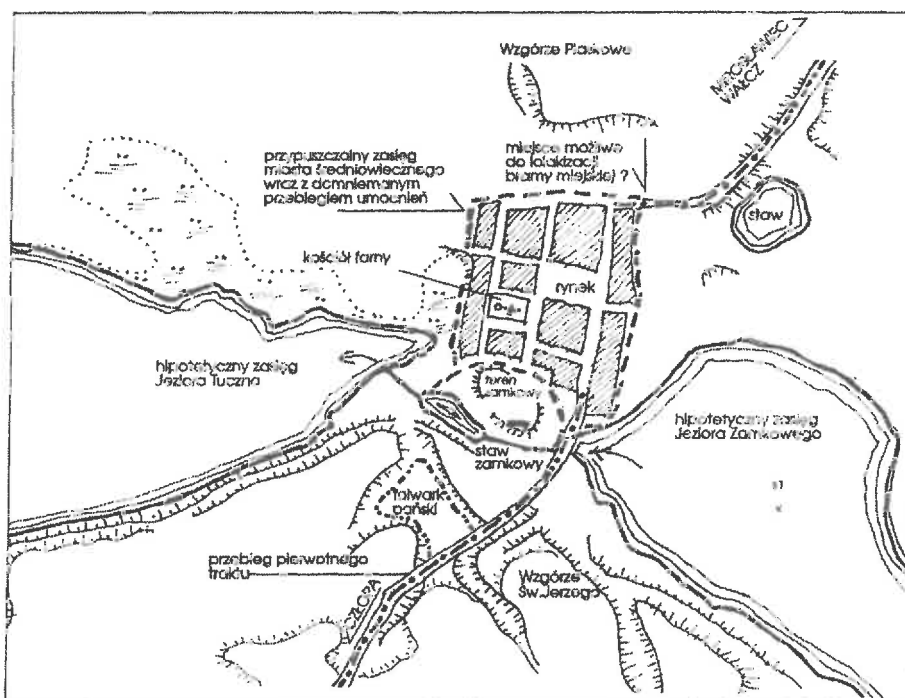 Wzgórze Piaskowe
MIROSŁAWIEC
WAŁCZ
przypuszczalny zasięg
miasta średniowiecznego
wraz z domniemanym
przebiegiem umocnień
miejsce możliwe
do lokalizacji
bramy miejskiej ?
staw
kościół farny
rynek
hipotetyczny zasięg
Jeziora Tuczno
teren
zamkowy
hipotetyczny zasięg
Jeziora Zamkowego
staw
zamkowy
folwark
pański
przebieg pierwotnego
traktu
Wzgórze
Św.Jerzego
CZŁOPA